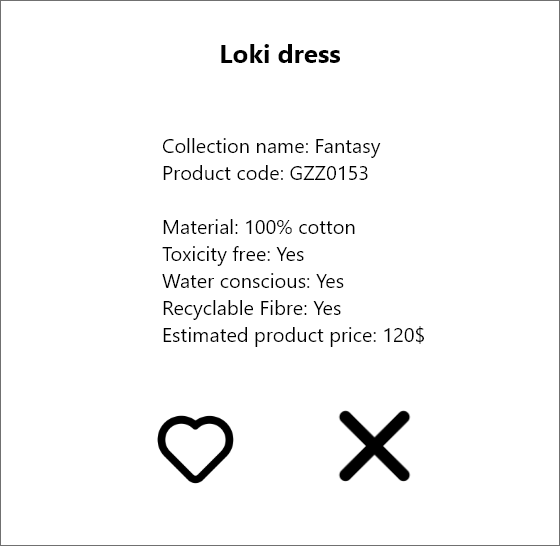 Loki dress
Collection name: Fantasy
Product code: GZZ0153
Material: 100% cotton
Toxicity free: Yes
Water conscious: Yes
Recyclable Fibre: Yes
Estimated product price: 120$